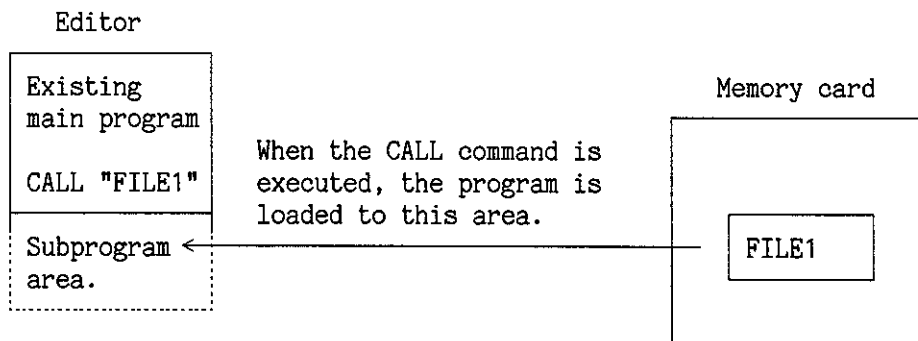 Editor
Existing
main program
CALL "FILE1"
Subprogram
area.
When the CALL command is
executed, the program is
loaded to this area.
Memory card
FILE1